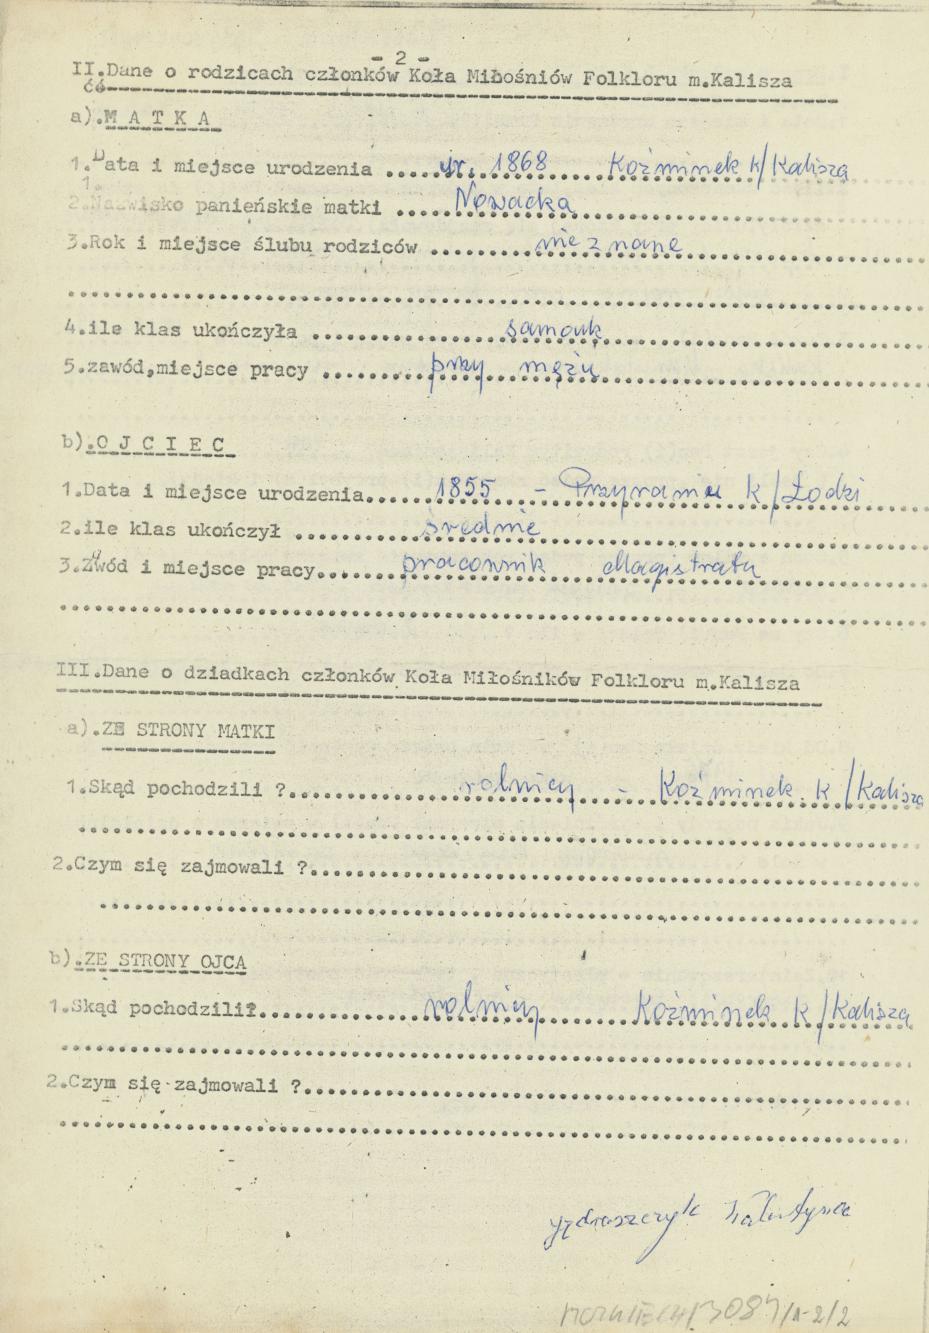 - 2 -
II.Dane o rodzicach członków Koła Miłośniów Folkloru m.Kalisza
a).M A T K A
1.Data i miejsce urodzenia ..... ur. 1868 Koźminek k/Kalisza
2.Nazwisko panieńskie matki ..... Nowacka
3.Rok i miejsce ślubu rodziców ........ nieznane
4.ile klas ukończyła ............ samouk
5.zawód,miejsce pracy ....... przy mężu
b).O J C I E C
1.Data i miejsce urodzenia..... 1855 - k/Łodzi
2.ile klas ukończył ......... średnie
3.Zwód i miejsce pracy..... pracownik Magistratu
III.Dane o dziadkach członków Koła Miłośników Folkloru m.Kalisza
a).ZE STRONY MATKI
1.Skąd pochodzili ?........ rolnicy - Koźminek k/Kalisza
2.Czym się zajmowali ?........
b).ZE STRONY OJCA
1.Skąd pochodzili?........ rolnicy Koźminek k/Kalisza
2.Czym się zajmowali ?........